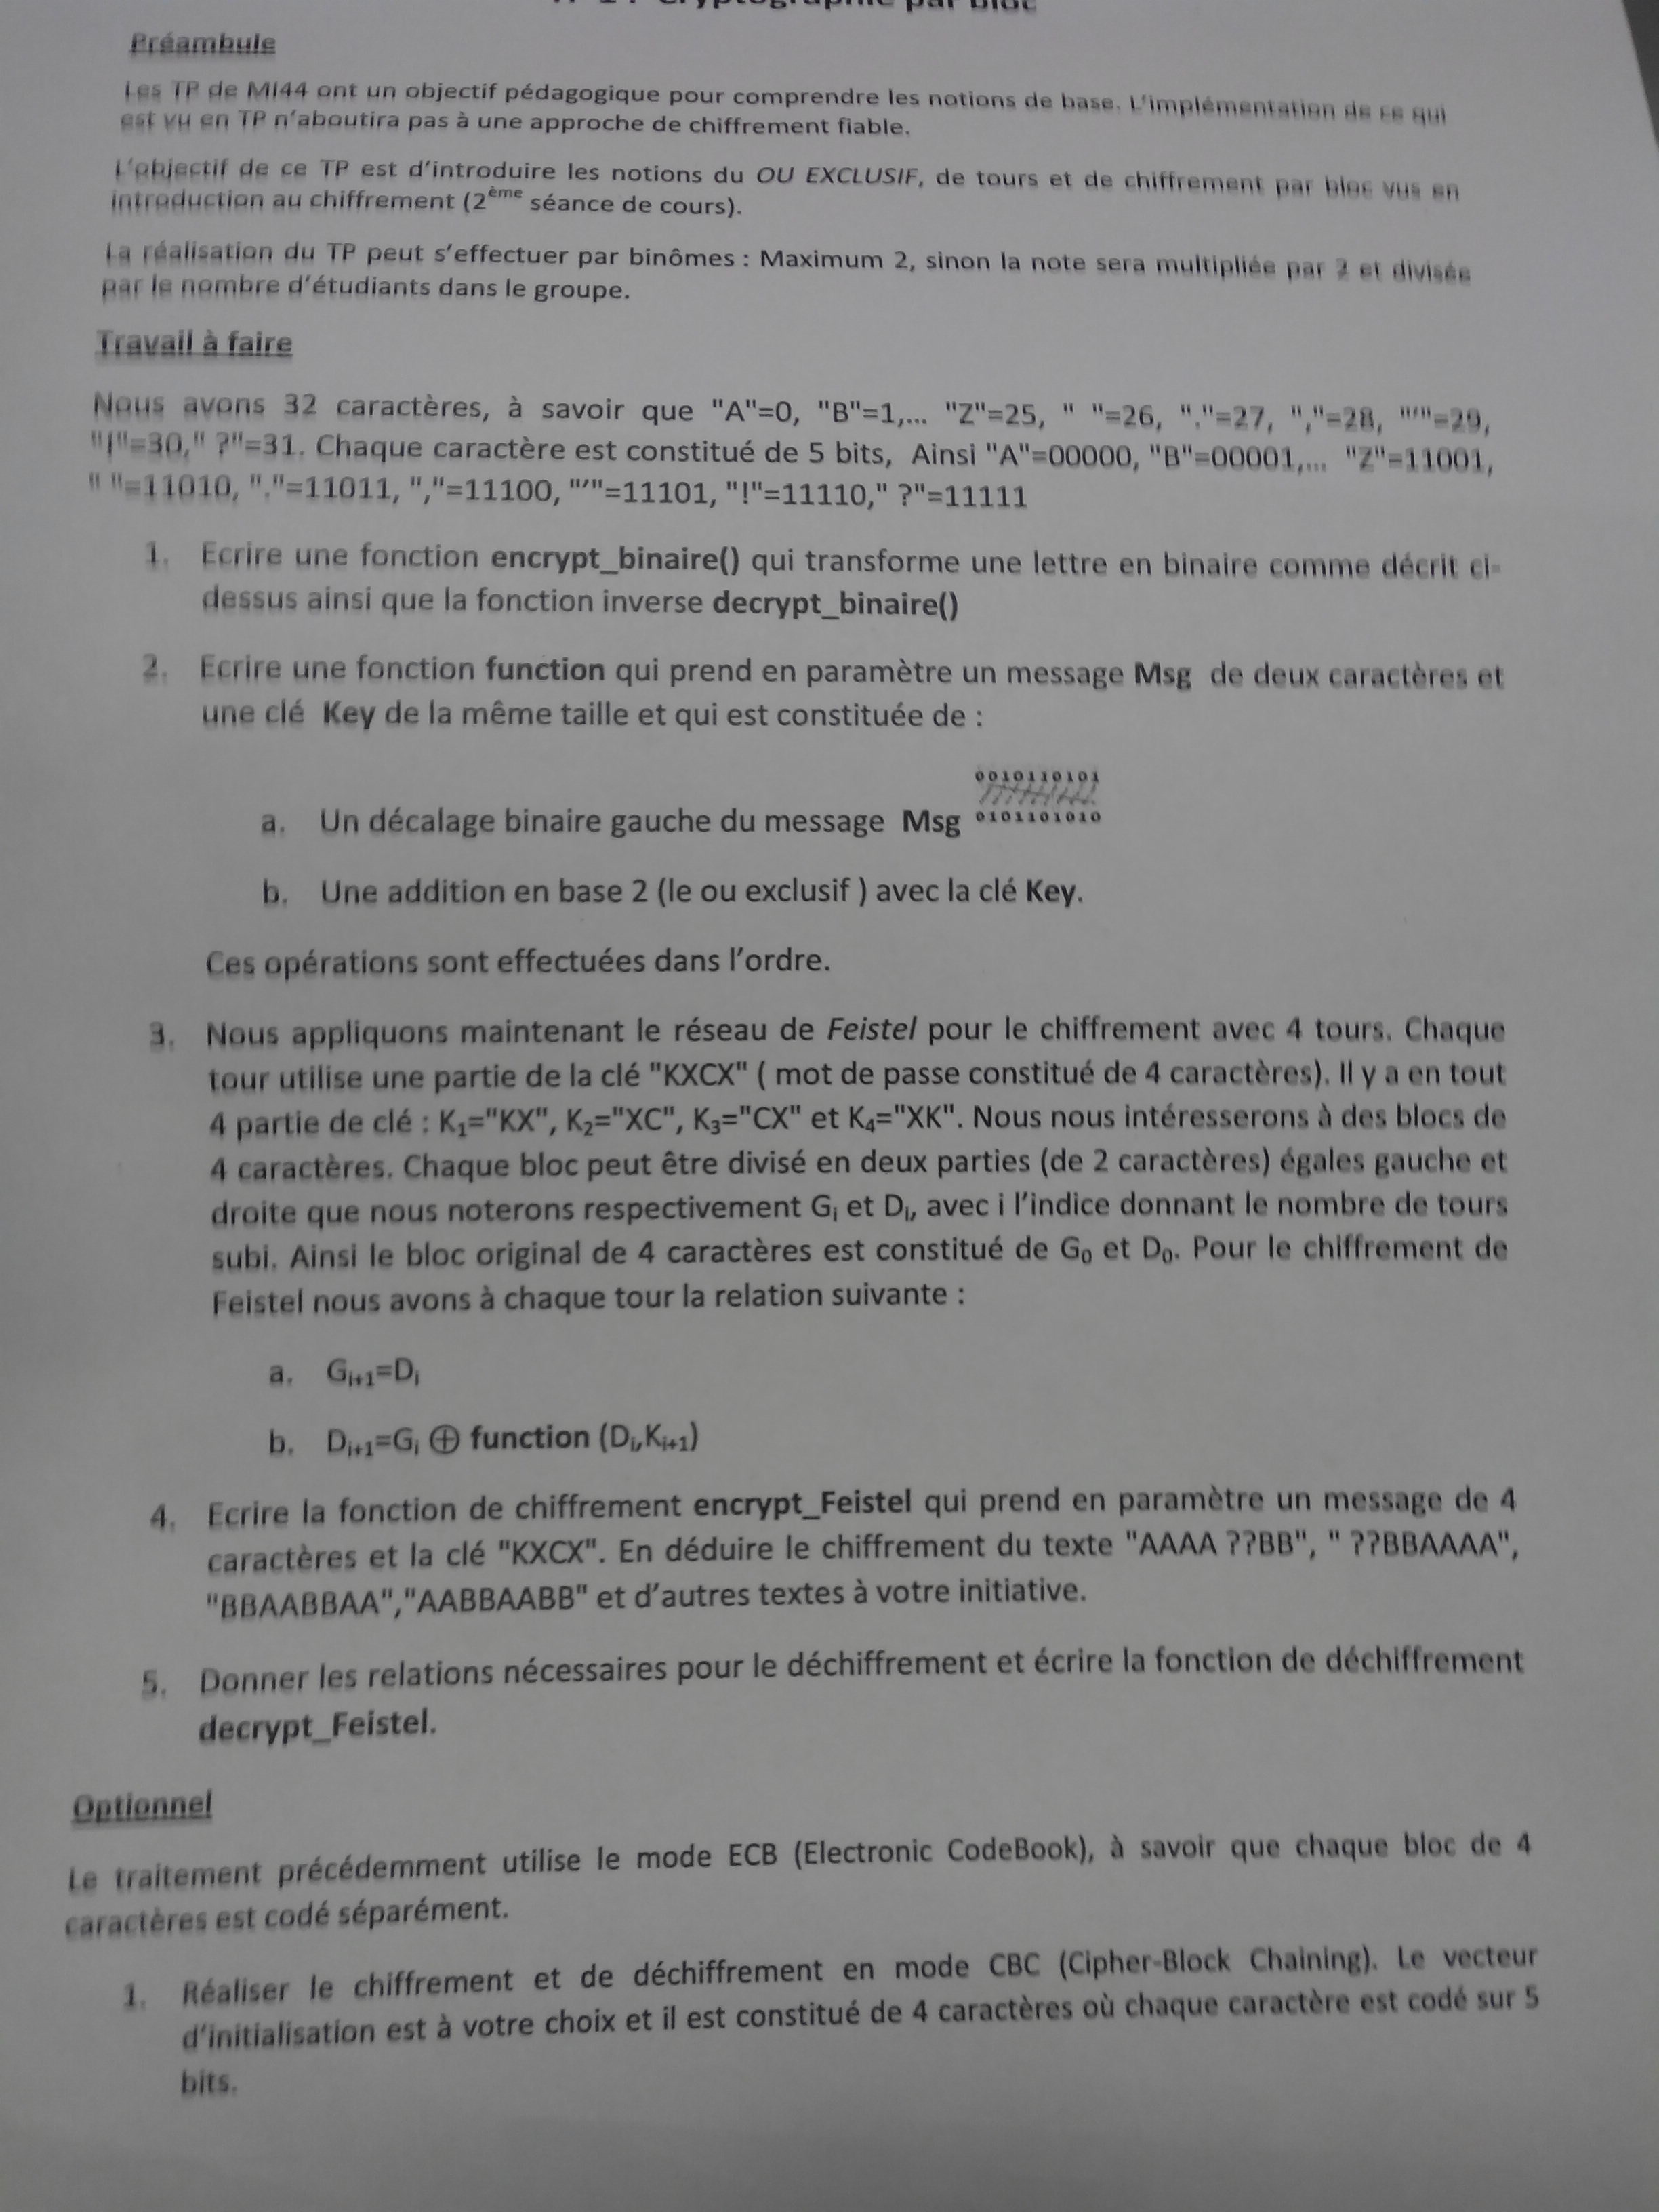 Cryptographie par bloc
Préambule
Les TP de MI44 ont un objectif pédagogique pour comprendre les notions de base. L'implémentation de ce qui
est vu en TP n'aboutira pas à une approche de chiffrement fiable.
L'objectif de ce TP est d'introduire les notions du OU EXCLUSIF, de tours et de chiffrement par bloc vus en
introduction au chiffrement (2ème séance de cours).
La réalisation du TP peut s'effectuer par binômes : Maximum 2, sinon la note sera multipliée par 2 et divisée
par le nombre d'étudiants dans le groupe.
Travail à faire
Nous avons 32 caractères, à savoir que "A"=0, "B"=1,... "Z"=25, " "=26, "."=27, ","=28, "'"=29,
"!"=30," ?"=31. Chaque caractère est constitué de 5 bits, Ainsi "A"=00000, "B"=00001,... "Z"=11001,
" "=11010, "."=11011, ","=11100, "'"=11101, "!"=11110," ?"=11111
1. Ecrire une fonction encrypt_binaire() qui transforme une lettre en binaire comme décrit ci-
dessus ainsi que la fonction inverse decrypt_binaire()
2. Ecrire une fonction function qui prend en paramètre un message Msg de deux caractères et
une clé Key de la même taille et qui est constituée de :
0010110101
a. Un décalage binaire gauche du message Msg 0101101010
b. Une addition en base 2 (le ou exclusif ) avec la clé Key.
Ces opérations sont effectuées dans l'ordre.
3. Nous appliquons maintenant le réseau de Feistel pour le chiffrement avec 4 tours. Chaque
tour utilise une partie de la clé "KXCX" ( mot de passe constitué de 4 caractères). Il y a en tout
4 partie de clé : K1="KX", K2="XC", K3="CX" et K4="XK". Nous nous intéresserons à des blocs de
4 caractères. Chaque bloc peut être divisé en deux parties (de 2 caractères) égales gauche et
droite que nous noterons respectivement Gi et Di, avec i l'indice donnant le nombre de tours
subi. Ainsi le bloc original de 4 caractères est constitué de G0 et D0. Pour le chiffrement de
Feistel nous avons à chaque tour la relation suivante :
a. Gi+1=Di
b. Di+1=Gi ⊕ function (Di,Ki+1)
4. Ecrire la fonction de chiffrement encrypt_Feistel qui prend en paramètre un message de 4
caractères et la clé "KXCX". En déduire le chiffrement du texte "AAAA ??BB", " ??BBAAAA",
"BBAABBAA","AABBAABB" et d'autres textes à votre initiative.
5. Donner les relations nécessaires pour le déchiffrement et écrire la fonction de déchiffrement
decrypt_Feistel.
Optionnel
Le traitement précédemment utilise le mode ECB (Electronic CodeBook), à savoir que chaque bloc de 4
caractères est codé séparément.
1. Réaliser le chiffrement et de déchiffrement en mode CBC (Cipher-Block Chaining). Le vecteur
d'initialisation est à votre choix et il est constitué de 4 caractères où chaque caractère est codé sur 5
bits.